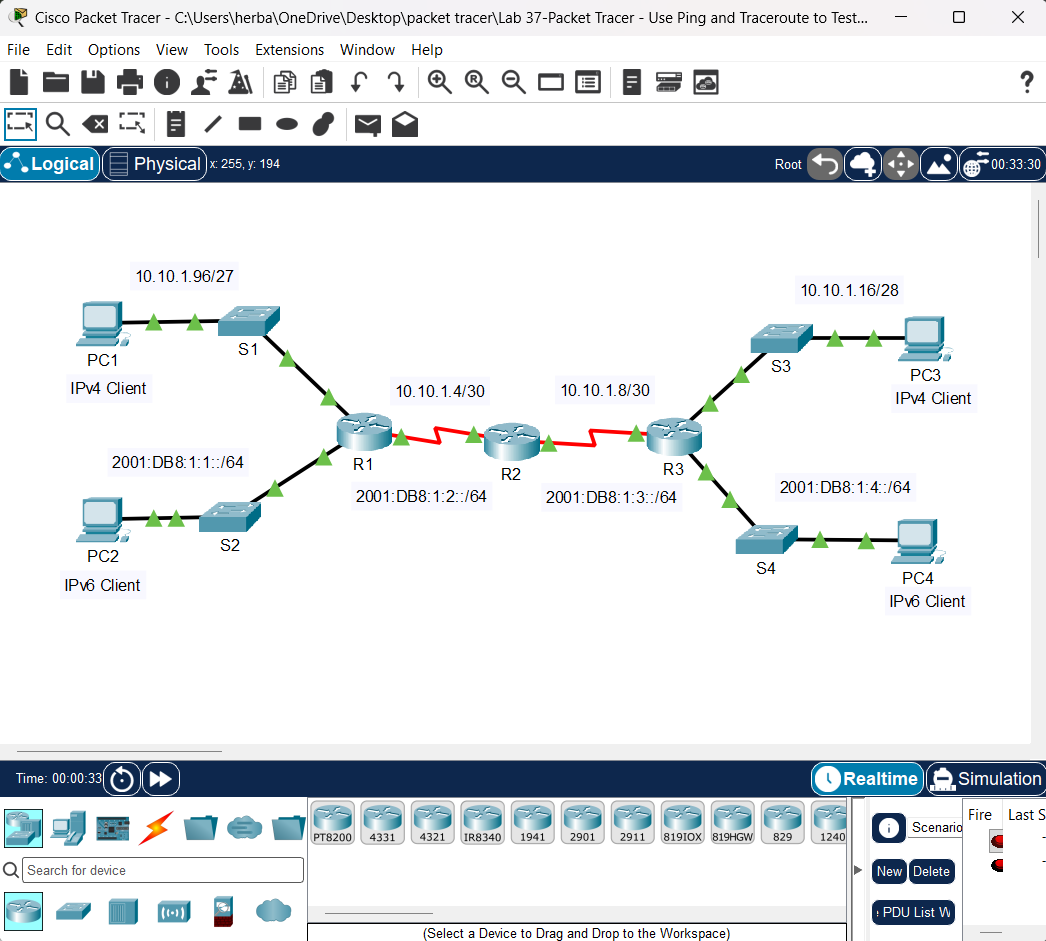 Cisco Packet Tracer - C:\Users\herba\OneDrive\Desktop\packet tracer\Lab 37-Packet Tracer - Use Ping and Traceroute to Test...
File Edit Options View Tools Extensions Window Help
Logical Physical x: 255, y: 194 Root 00:33:30
10.10.1.96/27
10.10.1.16/28
S1
PC1
IPv4 Client
S3
PC3
IPv4 Client
10.10.1.4/30
10.10.1.8/30
R1
R2
R3
2001:DB8:1:1::/64
2001:DB8:1:2::/64
2001:DB8:1:3::/64
2001:DB8:1:4::/64
S2
PC2
IPv6 Client
S4
PC4
IPv6 Client
Time: 00:00:33 Realtime Simulation
PT8200 4331 4321 IR8340 1941 2901 2911 819IOX 819HGW 829 1240
Search for device
(Select a Device to Drag and Drop to the Workspace)
Scenario
Fire Last S
New Delete
PDU List W